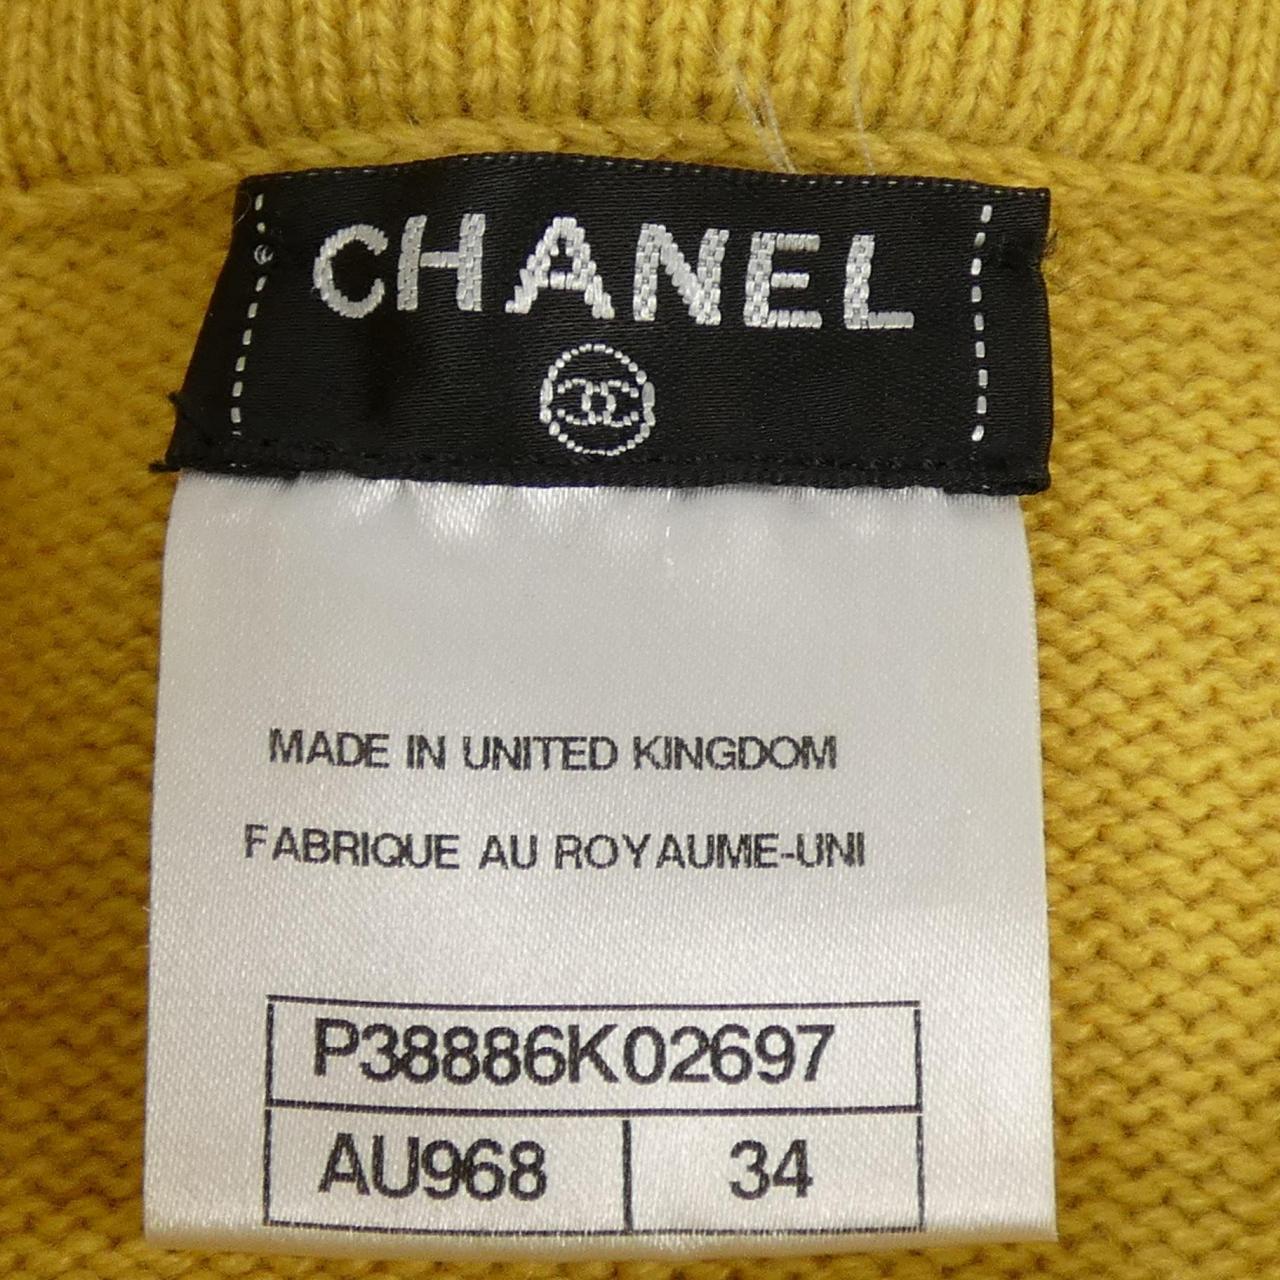 CHANEL
MADE IN UNITED KINGDOM
FABRIQUE AU ROYAUME-UNI
P38886K02697
AU968 34